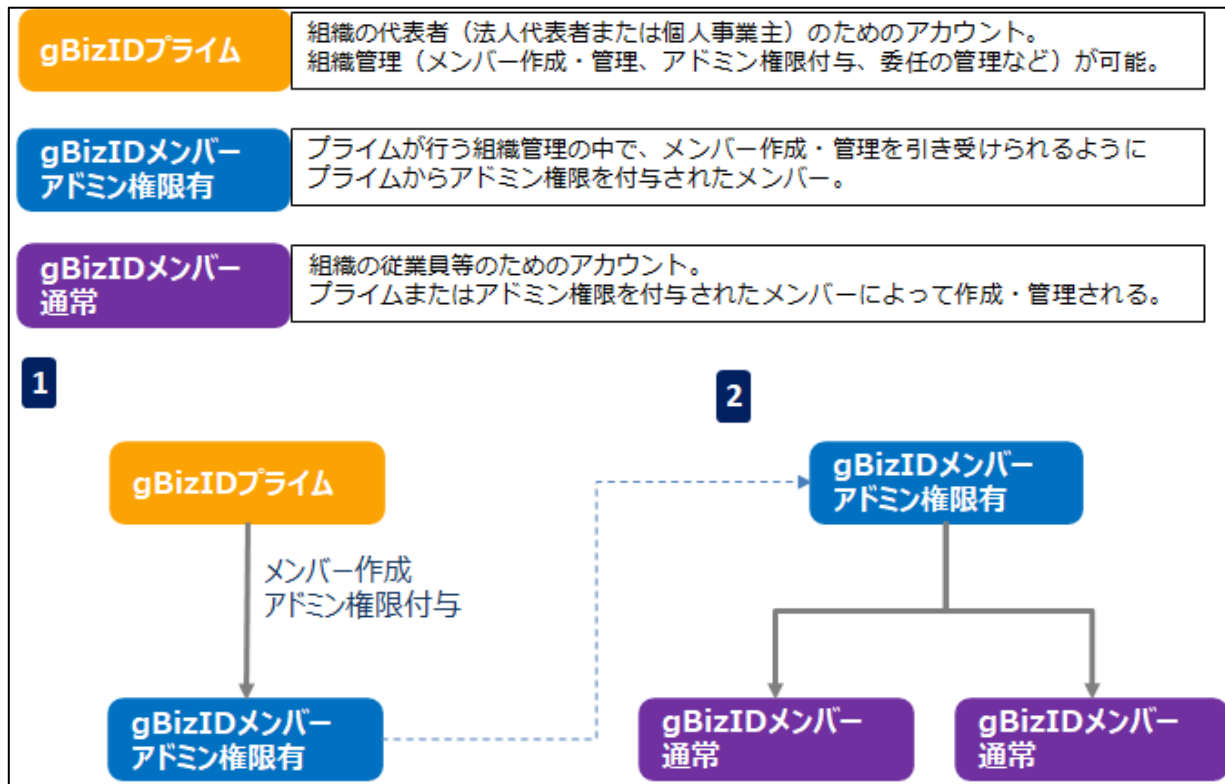 gBizIDプライム
組織の代表者（法人代表者または個人事業主）のためのアカウント。
組織管理（メンバー作成・管理、アドミン権限付与、委任の管理など）が可能。
gBizIDメンバー
アドミン権限有
プライムが行う組織管理の中で、メンバー作成・管理を引き受けられるように
プライムからアドミン権限を付与されたメンバー。
gBizIDメンバー
通常
組織の従業員等のためのアカウント。
プライムまたはアドミン権限を付与されたメンバーによって作成・管理される。
1
gBizIDプライム
メンバー作成
アドミン権限付与
gBizIDメンバー
アドミン権限有
2
gBizIDメンバー
アドミン権限有
gBizIDメンバー
通常
gBizIDメンバー
通常